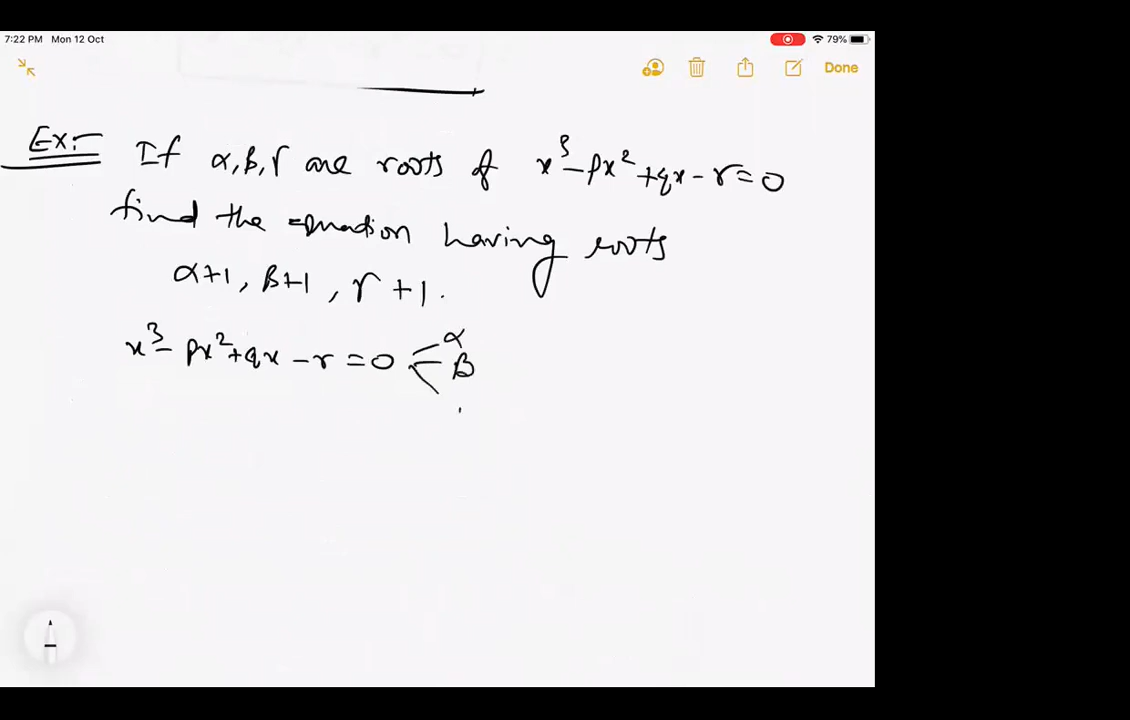 7:22 PM Mon 12 Oct
79%
Done
Ex:- If α, β, γ are roots of x³ - px² + qx - r = 0
find the equation having roots
α+1, β+1, γ+1.
x³ - px² + qx - r = 0 α
β